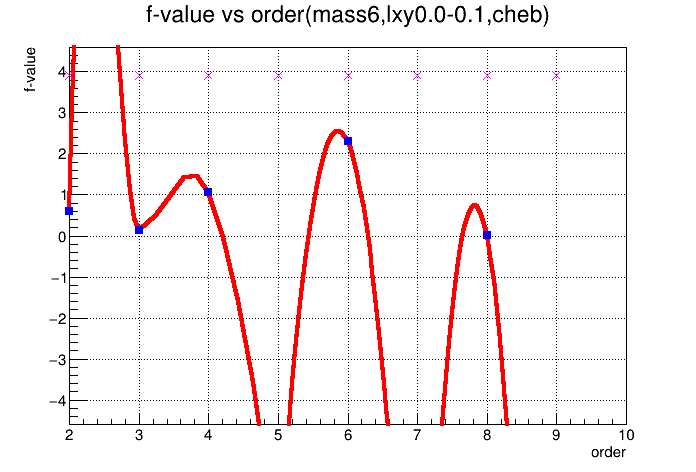 f-value vs order(mass6,lxy0.0-0.1,cheb)
f-value
4
3
2
1
0
−1
−2
−3
−4
2 3 4 5 6 7 8 9 10
order